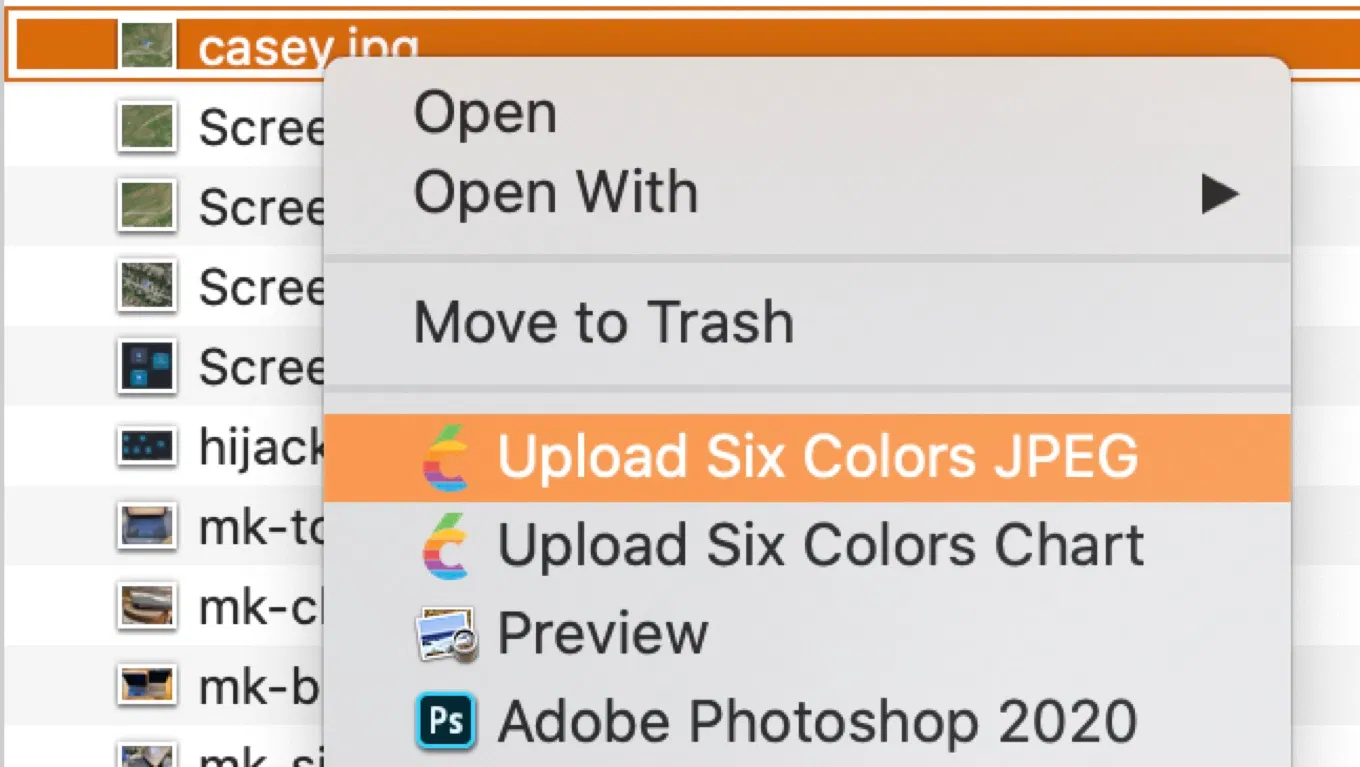 casey.jpg
Open
Scree
Open With
Scree
Scree
Move to Trash
Scree
hijack
Upload Six Colors JPEG
mk-to
Upload Six Colors Chart
mk-cl
Preview
mk-b
Ps Adobe Photoshop 2020
mk-si